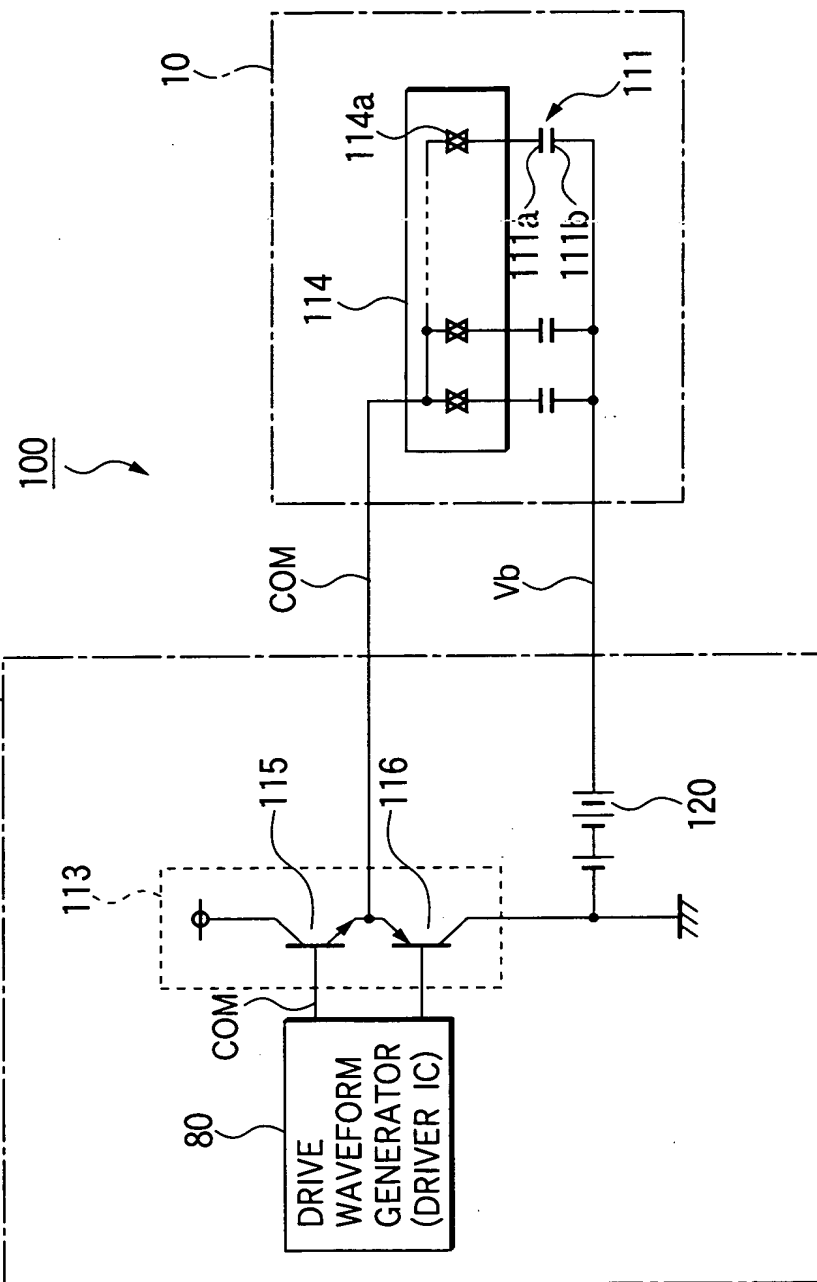 100
10
114
114a
111a
111b
111
COM
Vb
113
115
116
COM
80
DRIVE
WAVEFORM
GENERATOR
(DRIVER IC)
120